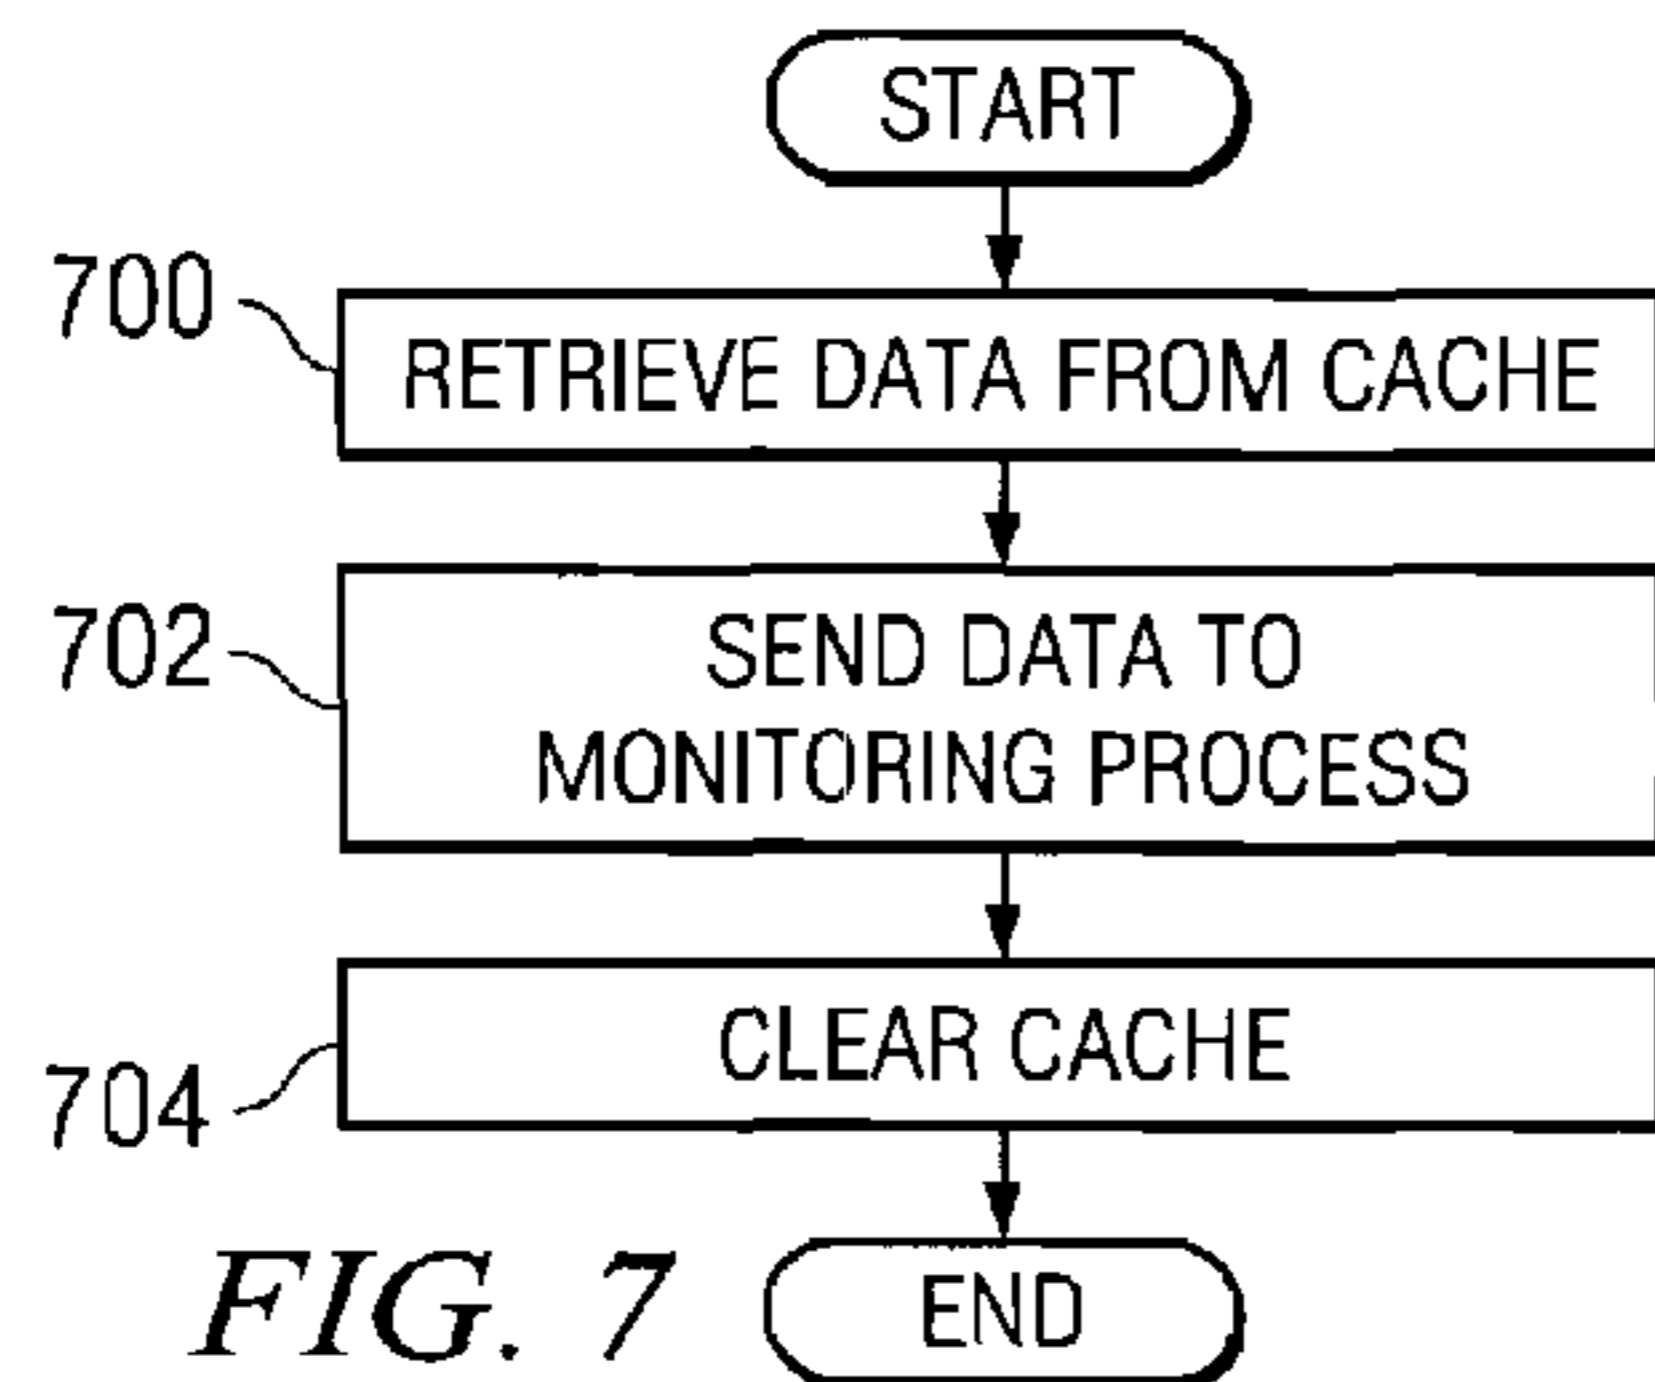 START
700
RETRIEVE DATA FROM CACHE
702
SEND DATA TO
MONITORING PROCESS
704
CLEAR CACHE
FIG. 7
END